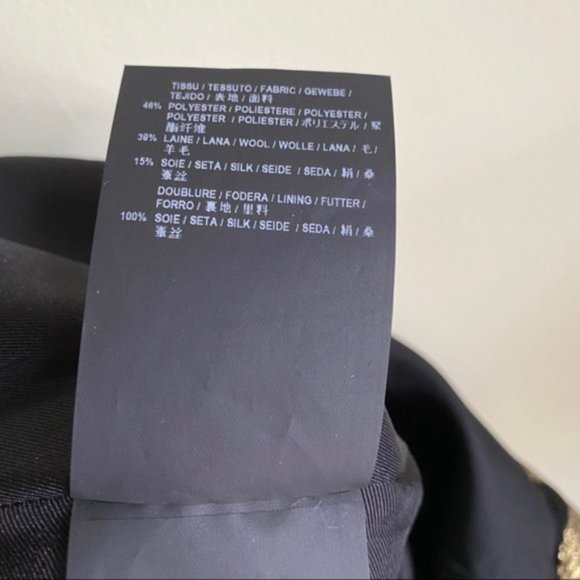 TISSU / TESSUTO / FABRIC / GEWEBE /
TEJIDO / 表地 / 面料
46% POLYESTER / POLIESTERE / POLYESTER /
POLYESTER / POLYESTER / ポリエステル / 聚
酯纤维
39% LAINE / LANA / WOOL / WOLLE / LANA / 毛 /
羊毛
15% SOIE / SETA / SILK / SEIDE / SEDA / 絹 / 桑
蚕丝
DOUBLURE / FODERA / LINING / FUTTER /
FORRO / 裏地 / 里料
100% SOIE / SETA / SILK / SEIDE / SEDA / 絹 / 桑
蚕丝